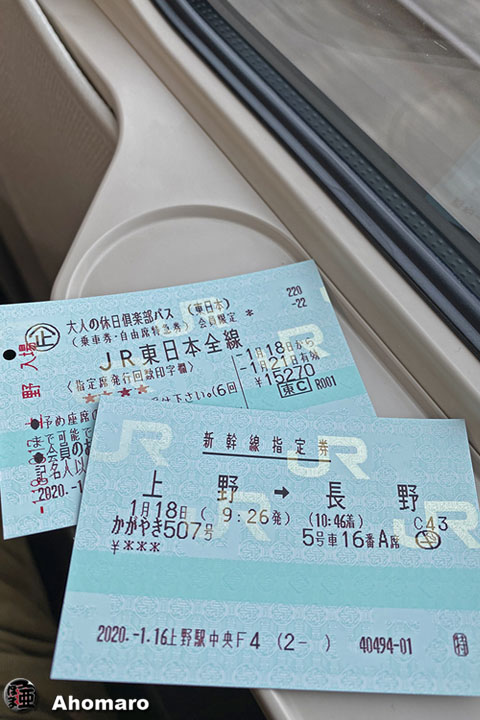 大人の休日倶楽部パス （東日本）
（乗車券・自由席特急券） 会員限定 *
220
-22
JR東日本全線
-1月18日から
-1月21日有効
〈指定席発行回数印字欄〉
¥15270
東C R001
野 入場
(6回
予め座席の
まで可能で
会員のお
記名人以
2020.-1
新幹線指定券
上 野 → 長 野
1月18日 ( 9:26発) (10:46着) C43
かがやき507号 5号車16番A席
¥***
2020.-1.16上野駅中央F4 (2- ) 40494-01 特
JR
JR
JR
JR
Ahomaro